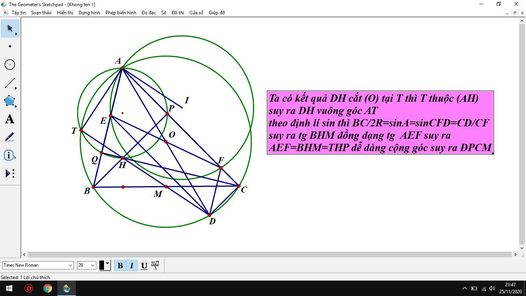 The Geometer's Sketchpad - [Khong ten 1]
Tập tin Soạn thảo Hiển thị Dựng hình Phép biến hình Đo đạc Số Đồ thị Cửa sổ Giúp đỡ
A
I
P
E
T
O
Q
H
F
B
M
C
D
Ta có kết quả DH cắt (O) tại T thì T thuộc (AH)
suy ra DH vuông góc AT
theo định lí sin thì BC/2R=sinA=sinCFD=CD/CF
suy ra tg BHM đồng dạng tg AEF suy ra
AEF=BHM=THP dễ dàng cộng góc suy ra DPCM
A
Times New Roman
28
B I U
Selected: 1 Lời chú thích
21:47
25/11/2020